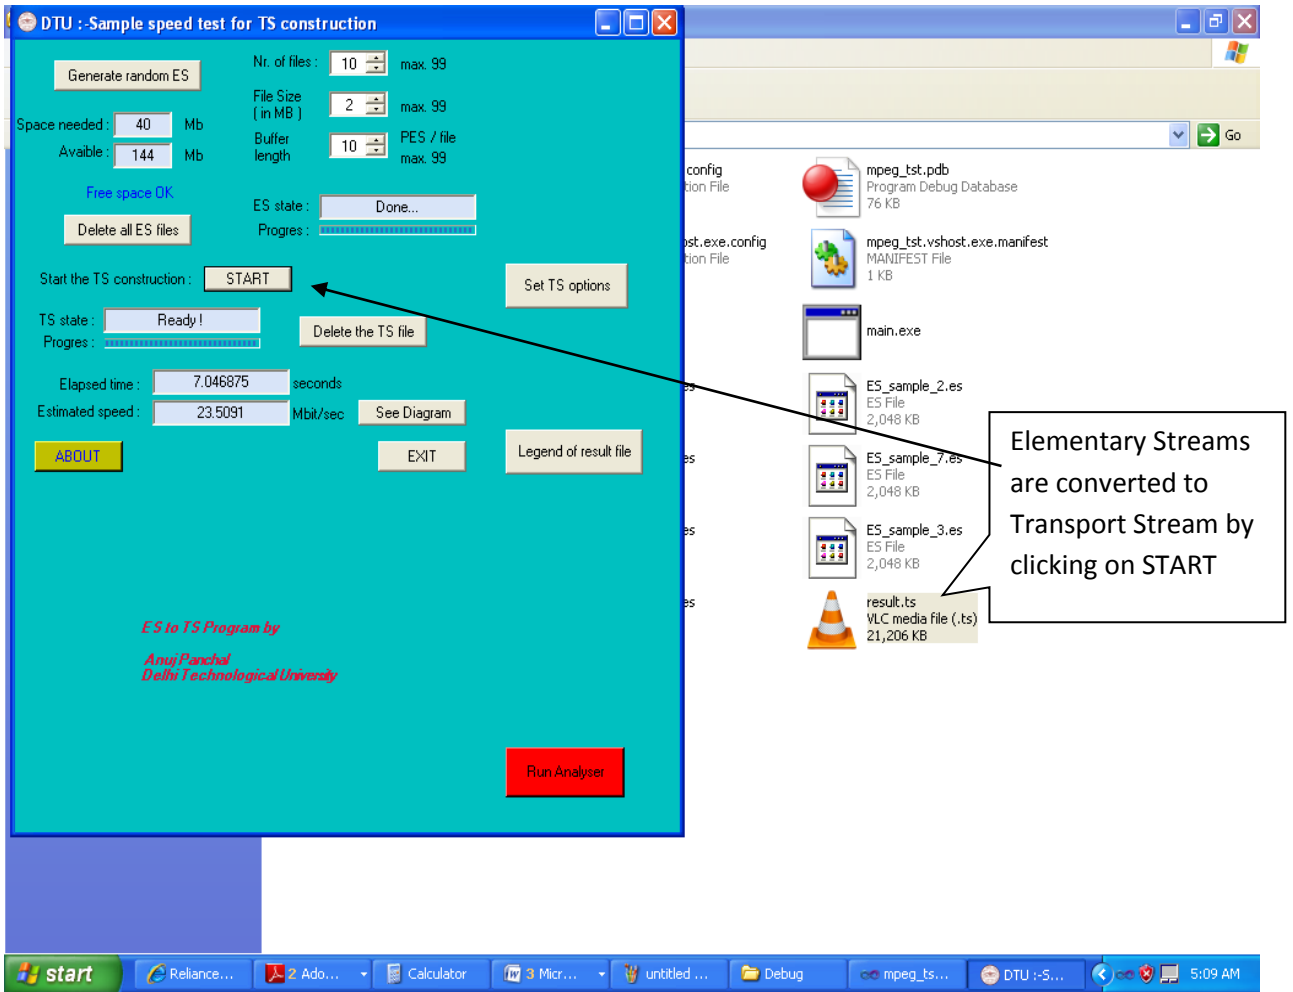 DTU :-Sample speed test for TS construction
Generate random ES
Nr. of files : 10 max. 99
File Size
( in MB ) 2 max. 99
Space needed : 40 Mb
Buffer
length 10 PES / file
max. 99
Avaible : 144 Mb
Free space OK
ES state : Done...
Delete all ES files
Progres :
Start the TS construction : START
Set TS options
TS state : Ready !
Delete the TS file
Progres :
Elapsed time : 7.046875 seconds
Estimated speed : 23.5091 Mbit/sec See Diagram
ABOUT
EXIT
Legend of result file
ES to TS Program by
Anuj Panchal
Delhi Technological University
Run Analyser
Go
config
tion File
mpeg_tst.pdb
Program Debug Database
76 KB
ost.exe.config
tion File
mpeg_tst.vshost.exe.manifest
MANIFEST File
1 KB
main.exe
es
ES_sample_2.es
ES File
2,048 KB
es
ES_sample_7.es
ES File
2,048 KB
es
ES_sample_3.es
ES File
2,048 KB
es
result.ts
VLC media file (.ts)
21,206 KB
Elementary Streams
are converted to
Transport Stream by
clicking on START
start
Reliance...
2 Ado...
Calculator
3 Micr...
untitled ...
Debug
mpeg_ts...
DTU :-S...
5:09 AM